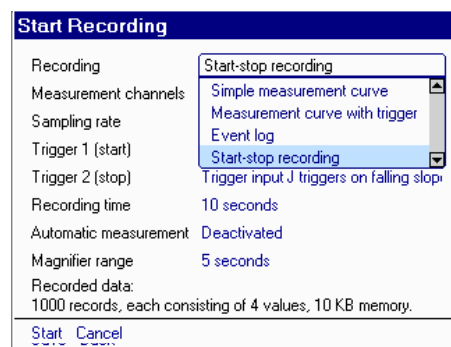 Start Recording
Recording Start-stop recording
Measurement channels Simple measurement curve
Measurement curve with trigger
Sampling rate
Event log
Trigger 1 (start) Start-stop recording
Trigger 2 (stop) Trigger input J triggers on falling slop
Recording time 10 seconds
Automatic measurement Deactivated
Magnifier range 5 seconds
Recorded data:
1000 records, each consisting of 4 values, 10 KB memory.
Start Cancel